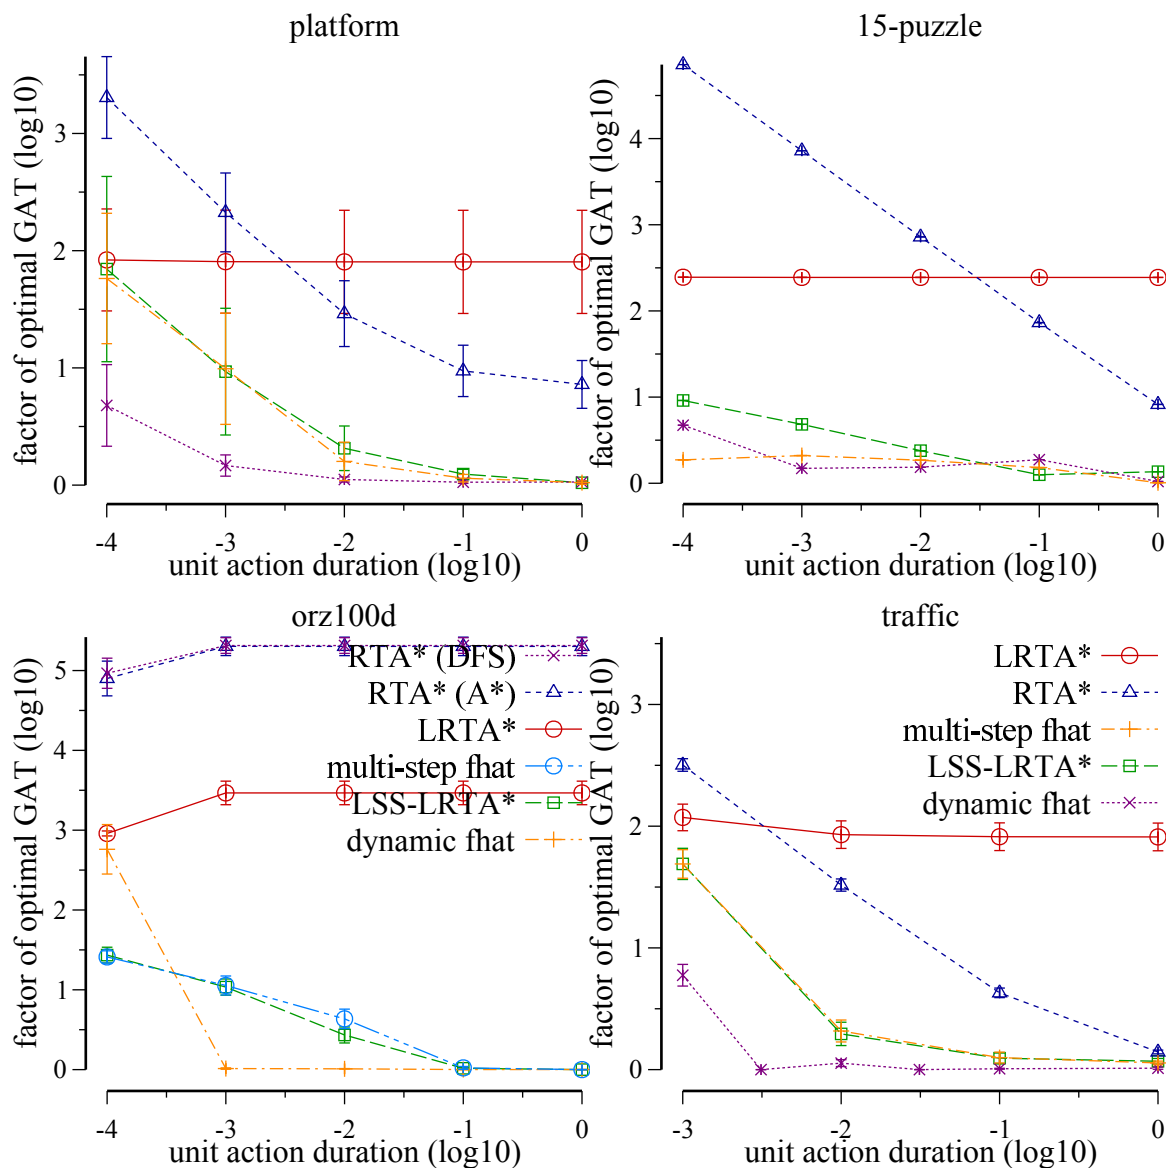 platform
factor of optimal GAT (log10)
3
2
1
0
-4 -3 -2 -1 0
unit action duration (log10)
15-puzzle
factor of optimal GAT (log10)
4
3
2
1
0
-4 -3 -2 -1 0
unit action duration (log10)
orz100d
factor of optimal GAT (log10)
5
4
3
2
1
0
RTA* (DFS)
RTA* (A*)
LRTA*
multi-step fhat
LSS-LRTA*
dynamic fhat
-4 -3 -2 -1 0
unit action duration (log10)
traffic
factor of optimal GAT (log10)
3
2
1
0
LRTA*
RTA*
multi-step fhat
LSS-LRTA*
dynamic fhat
-3 -2 -1 0
unit action duration (log10)